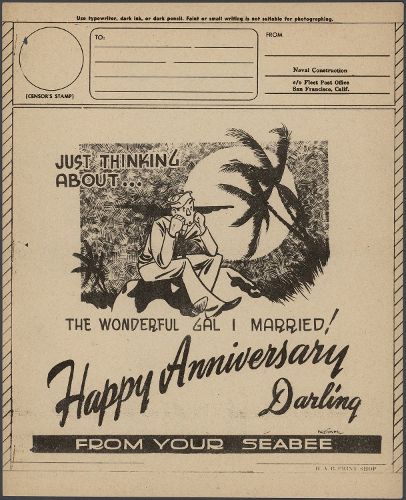 Use typewriter, dark ink, or dark pencil. Faint or small writing is not suitable for photographing.
TO:
FROM
Naval Construction
c/o Fleet Post Office
San Francisco, Calif.
(CENSOR'S STAMP)
JUST THINKING
ABOUT...
THE WONDERFUL GAL I MARRIED!
Happy Anniversary
Darling
FROM YOUR SEABEE
PRINT SHOP